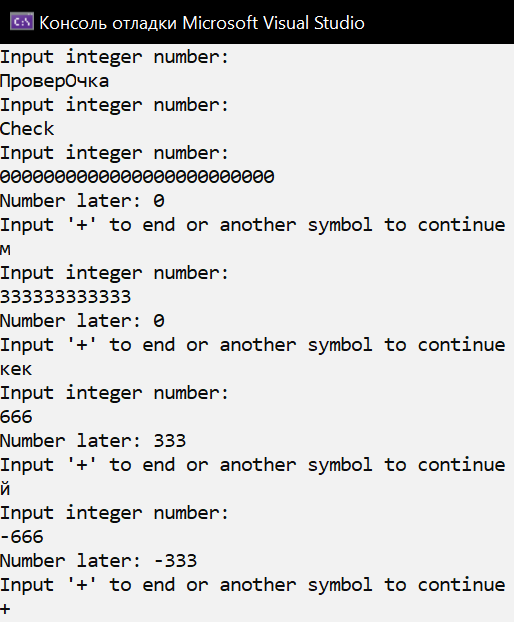 C:\ Консоль отладки Microsoft Visual Studio
Input integer number:
ПроверОчка
Input integer number:
Check
Input integer number:
0000000000000000000000000
Number later: 0
Input '+' to end or another symbol to continue
м
Input integer number:
333333333333
Number later: 0
Input '+' to end or another symbol to continue
кек
Input integer number:
666
Number later: 333
Input '+' to end or another symbol to continue
й
Input integer number:
-666
Number later: -333
Input '+' to end or another symbol to continue
+